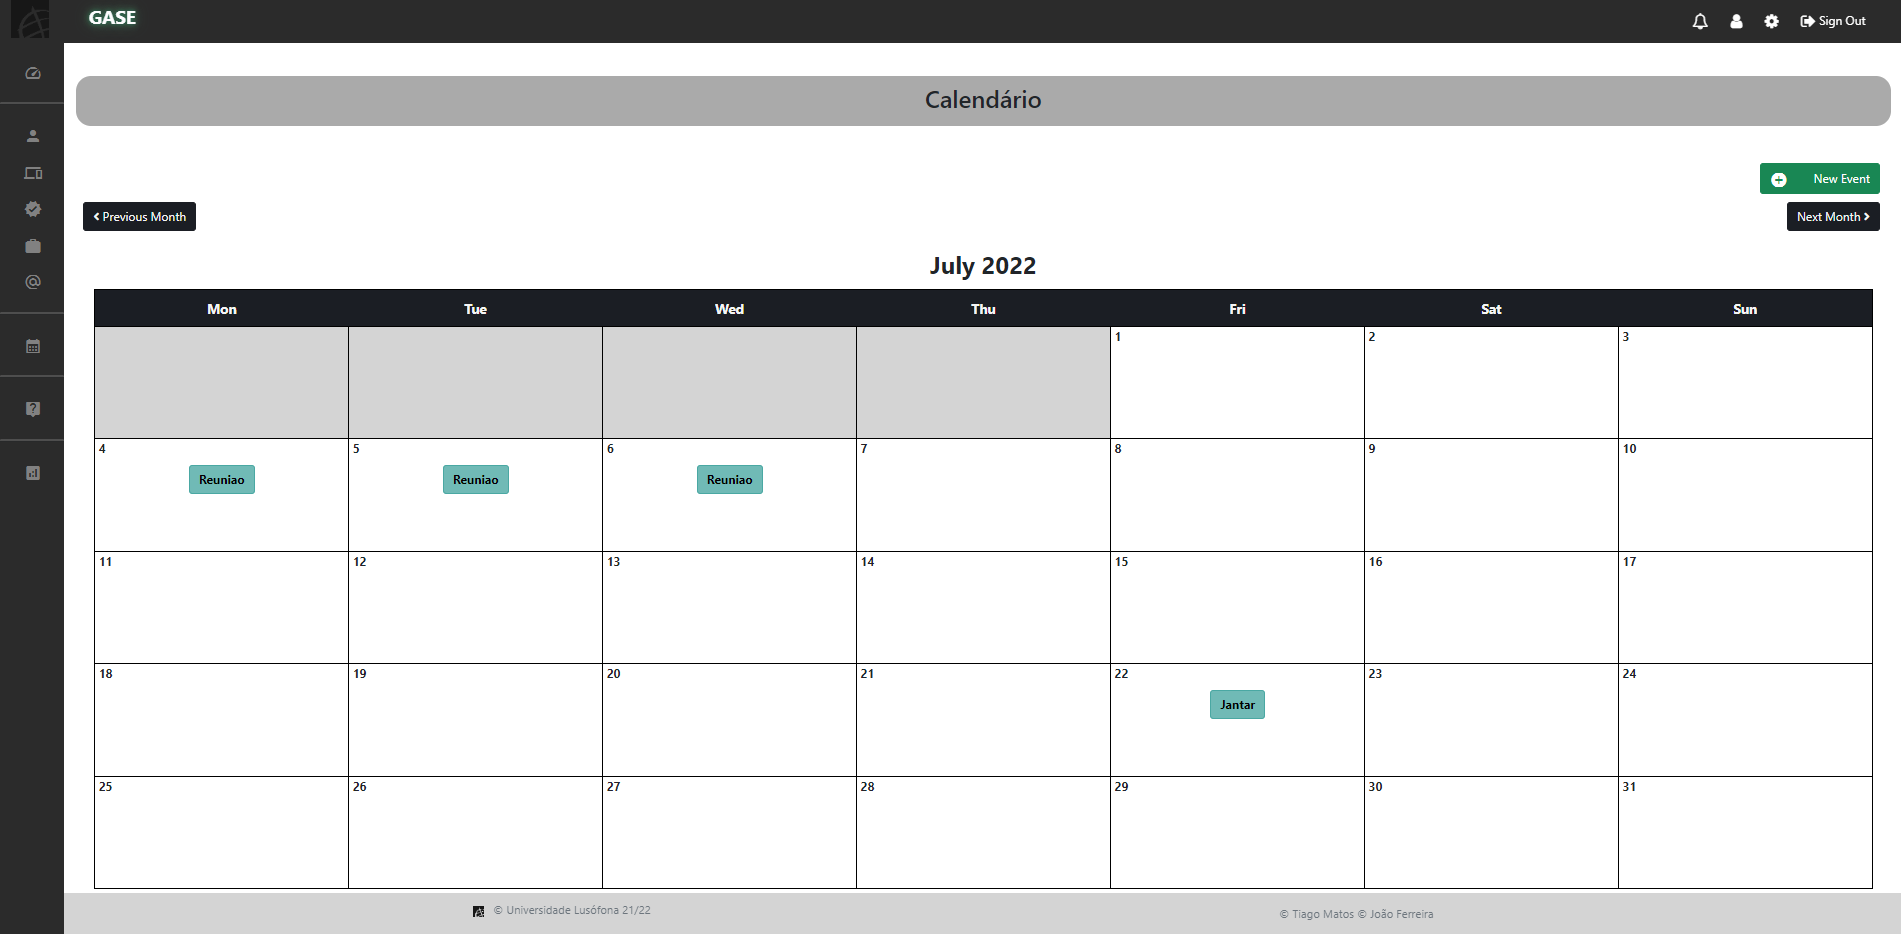 GASE
Sign Out
Calendário
New Event
Previous Month
Next Month
July 2022
Mon Tue Wed Thu Fri Sat Sun
1 2 3
4 5 6 7 8 9 10
Reuniao Reuniao Reuniao
11 12 13 14 15 16 17
18 19 20 21 22 23 24
Jantar
25 26 27 28 29 30 31
© Universidade Lusófona 21/22
© Tiago Matos © João Ferreira